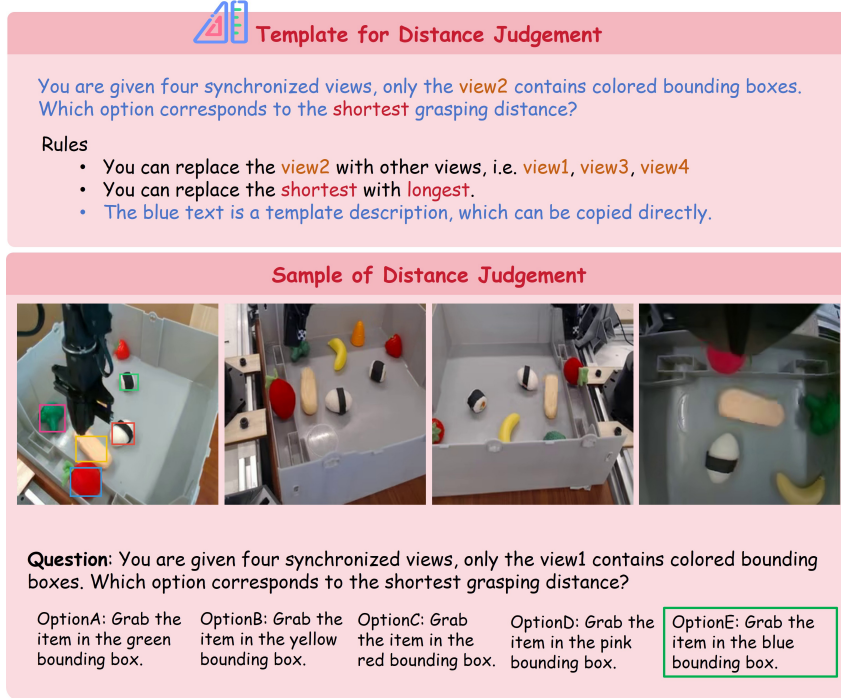 Template for Distance Judgement
You are given four synchronized views, only the view2 contains colored bounding boxes.
Which option corresponds to the shortest grasping distance?
Rules
• You can replace the view2 with other views, i.e. view1, view3, view4
• You can replace the shortest with longest.
• The blue text is a template description, which can be copied directly.
Sample of Distance Judgement
Question: You are given four synchronized views, only the view1 contains colored bounding
boxes. Which option corresponds to the shortest grasping distance?
OptionA: Grab the
item in the green
bounding box.
OptionB: Grab the
item in the yellow
bounding box.
OptionC: Grab
the item in the
red bounding box.
OptionD: Grab the
item in the pink
bounding box.
OptionE: Grab the
item in the blue
bounding box.